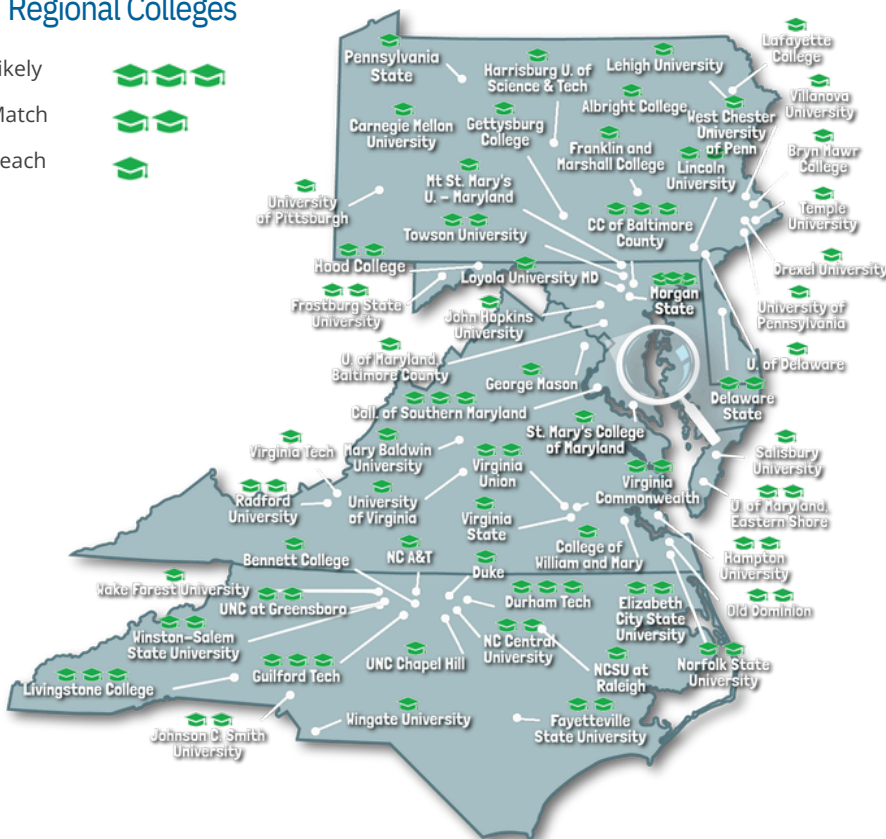 Regional Colleges
ikely
Match
each
Pennsylvania
State
Harrisburg U. of
Science & Tech
Lehigh University
Lafayette
College
Carnegie Mellon
University
Gettysburg
College
Albright College
West Chester
University
of Penn
Villanova
University
Franklin and
Marshall College
Bryn Mawr
College
Mt St. Mary's
U. – Maryland
Lincoln
University
University
of Pittsburgh
Temple
University
Towson University
CC of Baltimore
County
Hood College
Loyola University MD
Drexel University
Morgan
State
Frostburg State
University
John Hopkins
University
University of
Pennsylvania
U. of Maryland,
Baltimore County
George Mason
U. of Delaware
Coll. of Southern Maryland
Delaware
State
St. Mary's College
of Maryland
Virginia Tech
Mary Baldwin
University
Virginia
Union
Salisbury
University
Virginia
Commonwealth
Radford
University
University
of Virginia
Virginia
State
U. of Maryland,
Eastern Shore
College of
William and Mary
Bennett College
NC A&T
Duke
Hampton
University
Wake Forest University
UNC at Greensboro
Durham Tech
Elizabeth
City State
University
Old Dominion
Winston-Salem
State University
NC Central
University
Guilford Tech
UNC Chapel Hill
NCSU at
Raleigh
Norfolk State
University
Livingstone College
Wingate University
Fayetteville
State University
Johnson C. Smith
University